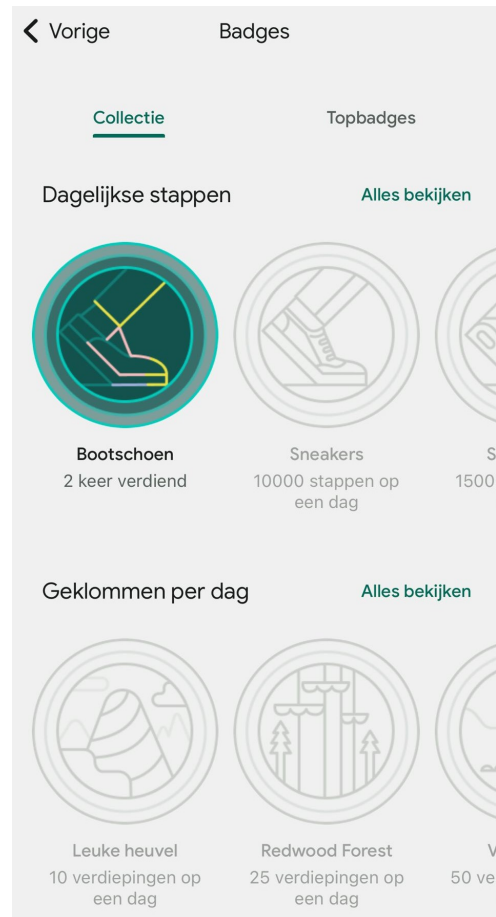 Vorige
Badges
Collectie
Topbadges
Dagelijkse stappen
Alles bekijken
Bootschoen
2 keer verdiend
Sneakers
10000 stappen op
een dag
Geklommen per dag
Alles bekijken
Leuke heuvel
10 verdiepingen op
een dag
Redwood Forest
25 verdiepingen op
een dag